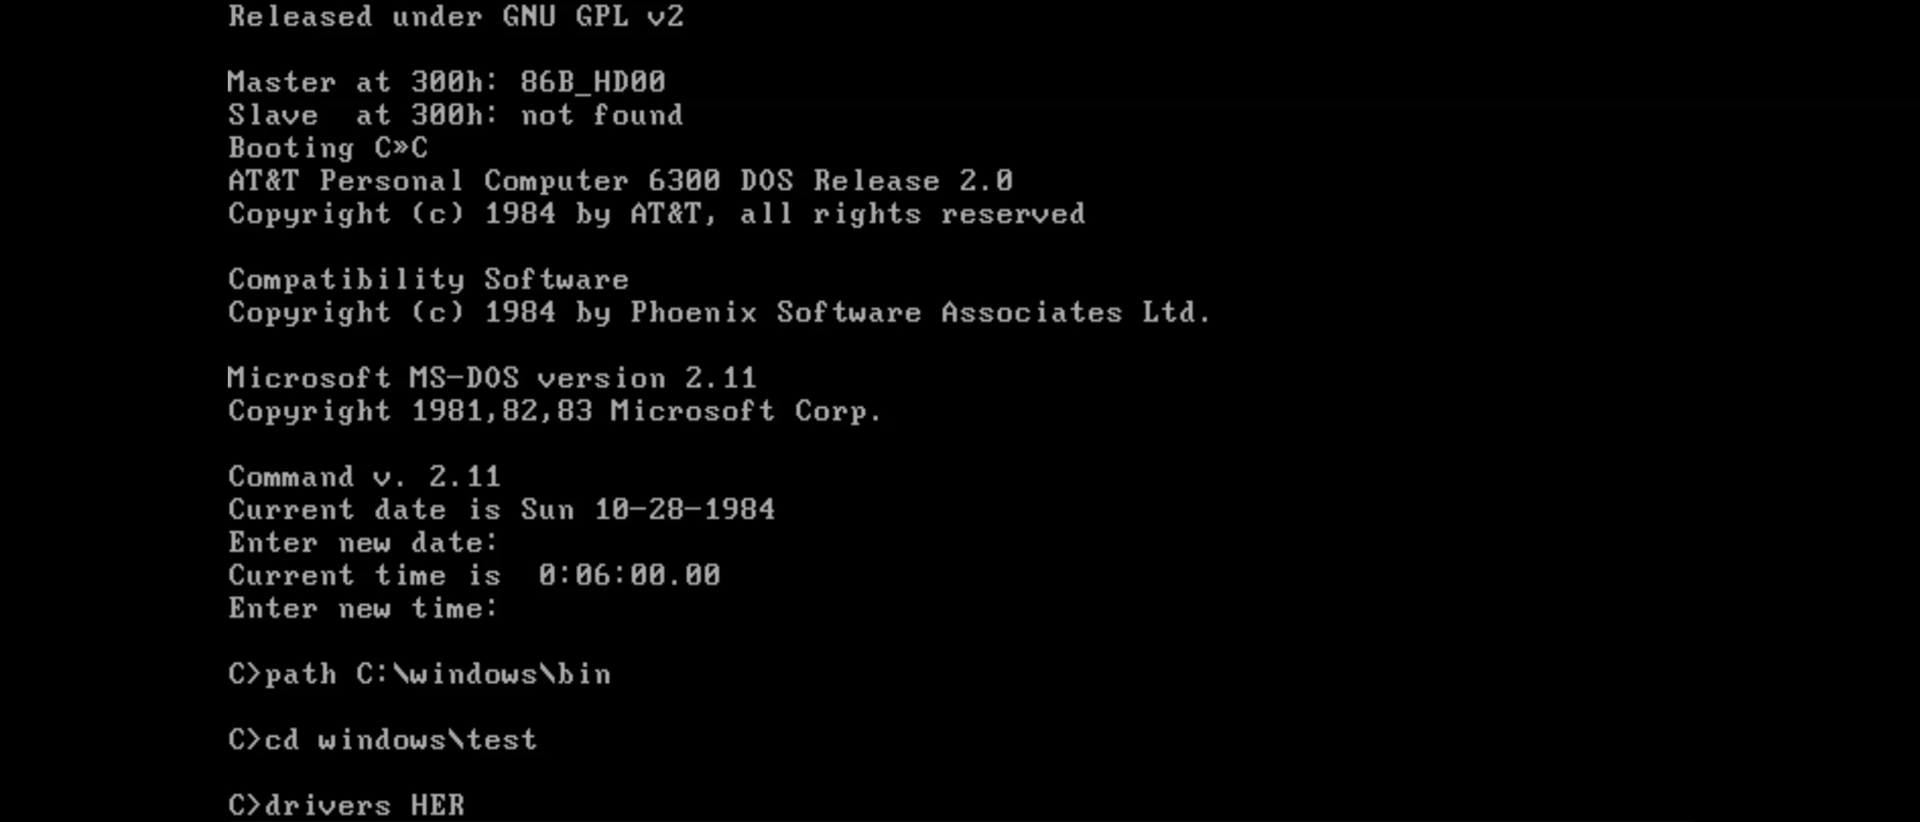 Released under GNU GPL v2
Master at 300h: 86B_HD00
Slave  at 300h: not found
Booting C»C
AT&T Personal Computer 6300 DOS Release 2.0
Copyright (c) 1984 by AT&T, all rights reserved
Compatibility Software
Copyright (c) 1984 by Phoenix Software Associates Ltd.
Microsoft MS-DOS version 2.11
Copyright 1981,82,83 Microsoft Corp.
Command v. 2.11
Current date is Sun 10-28-1984
Enter new date:
Current time is  0:06:00.00
Enter new time:
C>path C:\windows\bin
C>cd windows\test
C>drivers HER